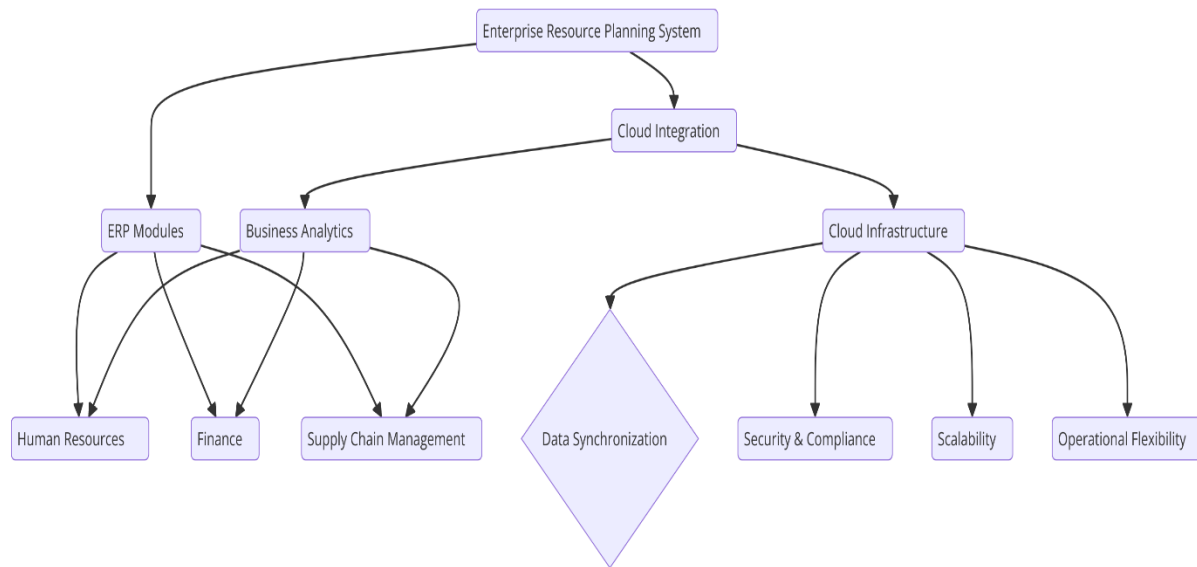 Enterprise Resource Planning System
Cloud Integration
ERP Modules
Business Analytics
Cloud Infrastructure
Human Resources
Finance
Supply Chain Management
Data Synchronization
Security & Compliance
Scalability
Operational Flexibility